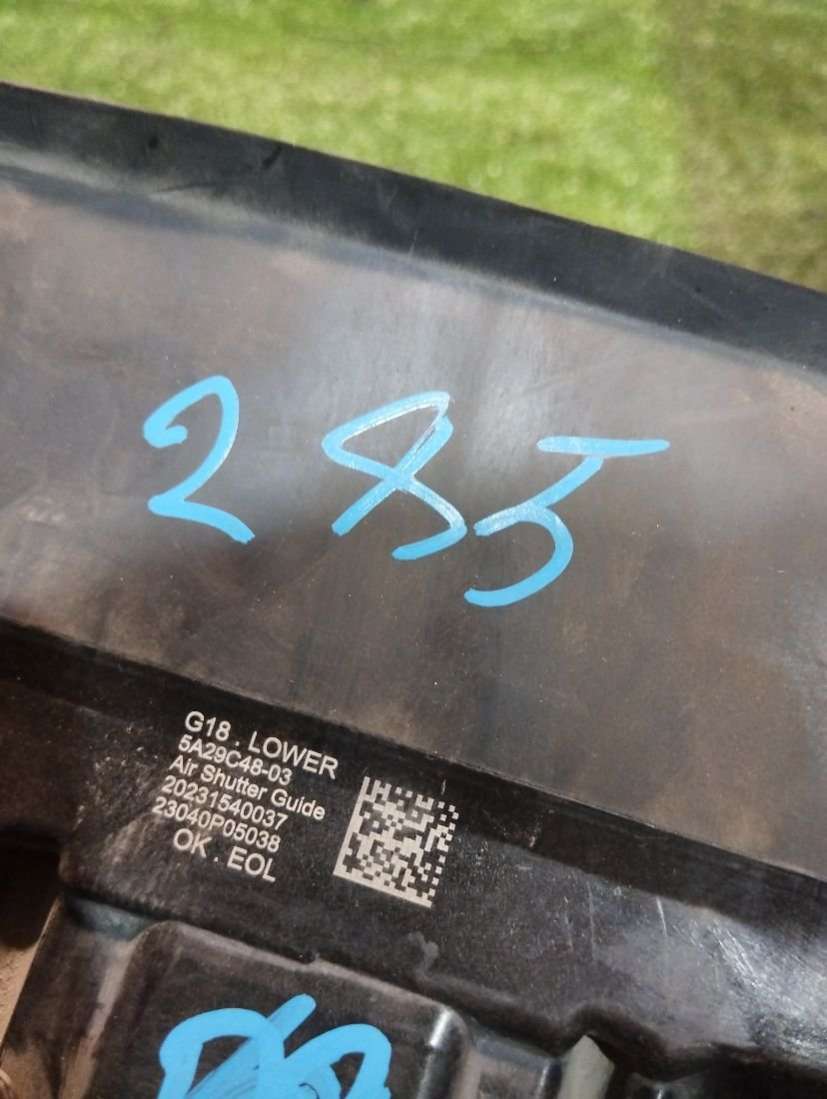 285
G18 . LOWER
5A29C48-03
Air Shutter Guide
20231540037
23040P05038
OK . EOL